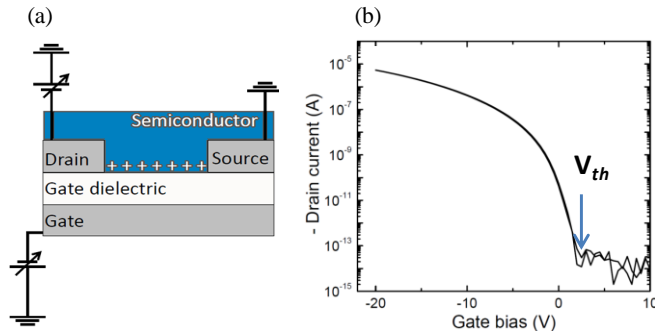 (a)
Semiconductor
Drain
Source
+ + + + + + +
Gate dielectric
Gate
(b)
- Drain current (A)
10⁻⁵
10⁻⁷
10⁻⁹
10⁻¹¹
10⁻¹³
10⁻¹⁵
V_th
-20 -10 0 10
Gate bias (V)